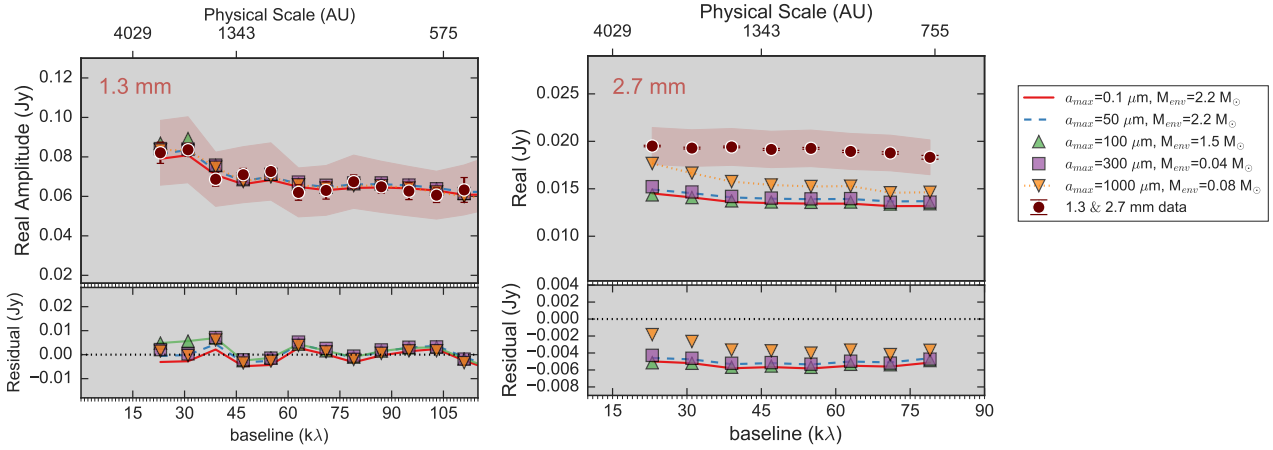 Physical Scale (AU)
4029 1343 575
1.3 mm
Real Amplitude (Jy)
0.12
0.10
0.08
0.06
0.04
0.02
Residual (Jy)
0.02
0.01
0.00
−0.01
15 30 45 60 75 90 105
baseline (kλ)
Physical Scale (AU)
4029 1343 755
2.7 mm
Real (Jy)
0.025
0.020
0.015
0.010
0.004
Residual (Jy)
0.002
0.000
−0.002
−0.004
−0.006
−0.008
15 30 45 60 75 90
baseline (kλ)
a_max=0.1 μm, M_env=2.2 M_⊙
a_max=50 μm, M_env=2.2 M_⊙
a_max=100 μm, M_env=1.5 M_⊙
a_max=300 μm, M_env=0.04 M_⊙
a_max=1000 μm, M_env=0.08 M_⊙
1.3 & 2.7 mm data